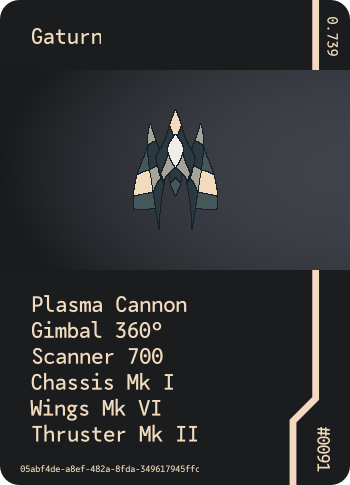 Gaturn
0.739
Plasma Cannon
Gimbal 360°
Scanner 700
Chassis Mk I
Wings Mk VI
Thruster Mk II
#0091
05abf4de-a8ef-482a-8fda-349617945ffc